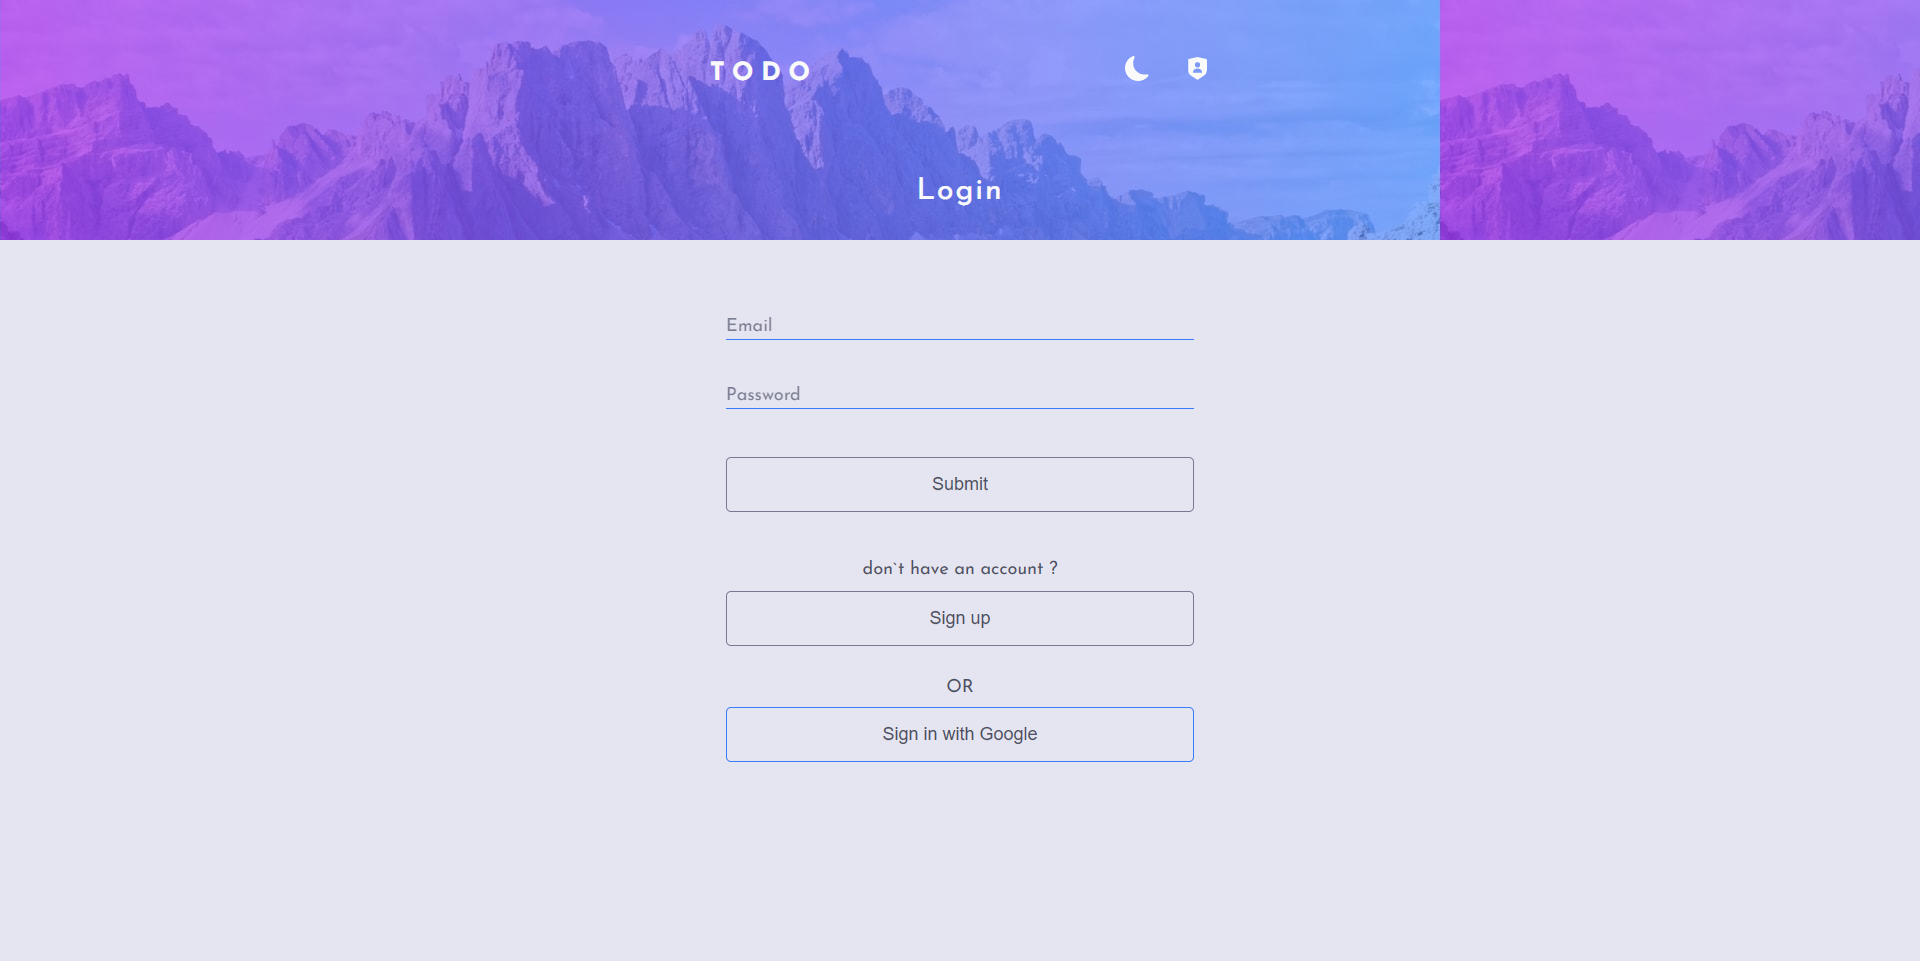 TODO
Login
Email
Password
Submit
don`t have an account ?
Sign up
OR
Sign in with Google